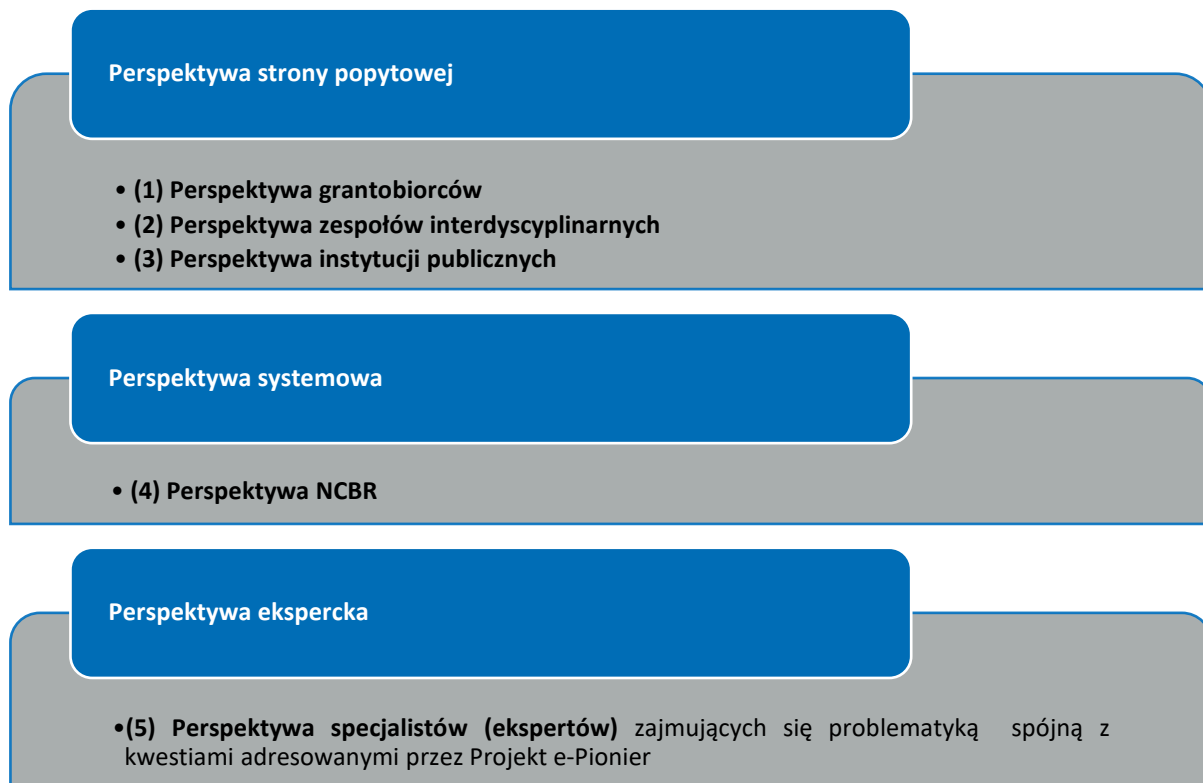 Perspektywa strony popytowej
• (1) Perspektywa grantobiorców
• (2) Perspektywa zespołów interdyscyplinarnych
• (3) Perspektywa instytucji publicznych
Perspektywa systemowa
• (4) Perspektywa NCBR
Perspektywa ekspercka
•(5) Perspektywa specjalistów (ekspertów) zajmujących się problematyką spójną z
kwestiami adresowanymi przez Projekt e-Pionier